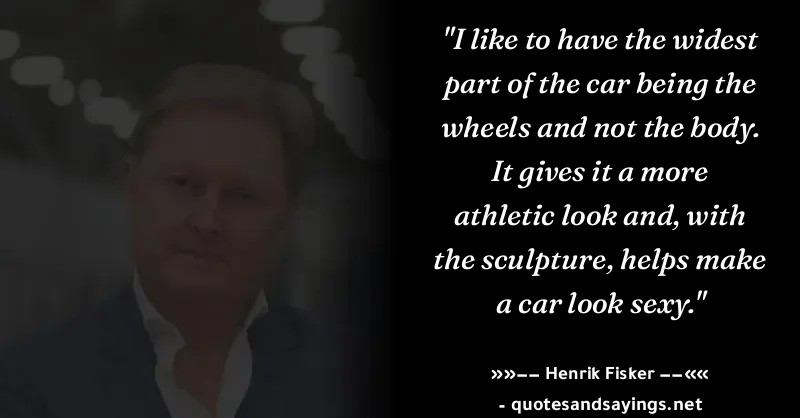 "I like to have the widest
part of the car being the
wheels and not the body.
It gives it a more
athletic look and, with
the sculpture, helps make
a car look sexy."
»»−− Henrik Fisker −−««
- quotesandsayings.net